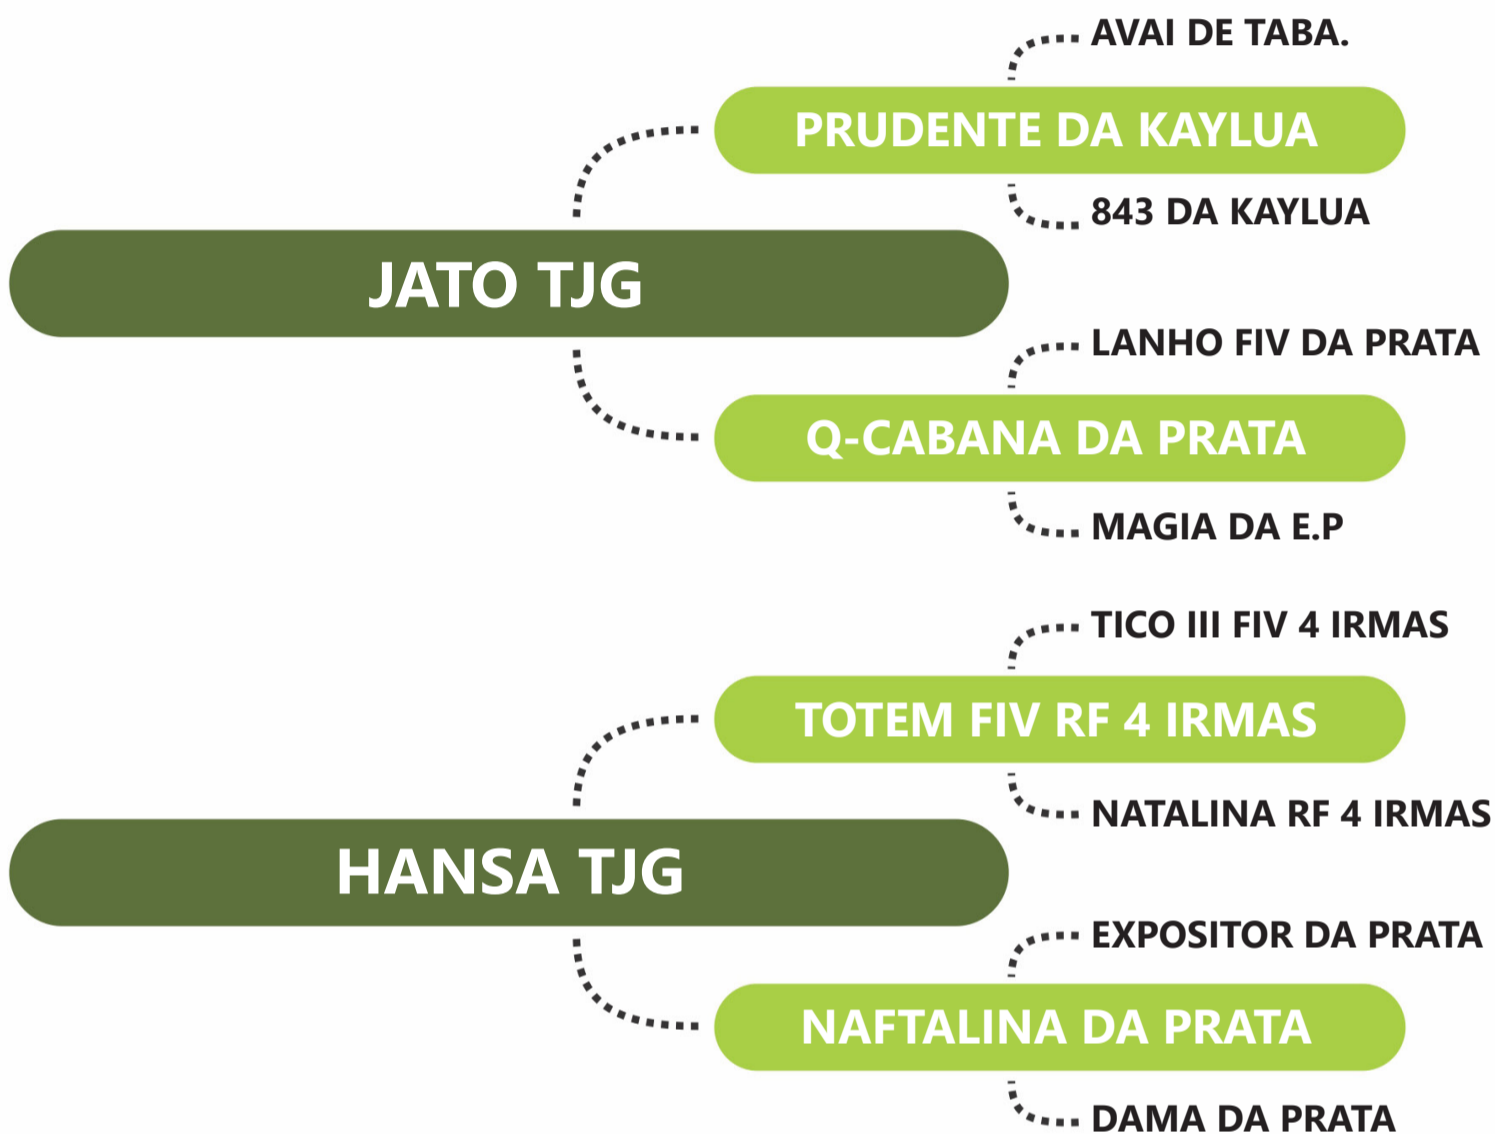 AVAI DE TABA.
PRUDENTE DA KAYLUA
843 DA KAYLUA
JATO TJG
LANHO FIV DA PRATA
Q-CABANA DA PRATA
MAGIA DA E.P
TICO III FIV 4 IRMAS
TOTEM FIV RF 4 IRMAS
NATALINA RF 4 IRMAS
HANSA TJG
EXPOSITOR DA PRATA
NAFTALINA DA PRATA
DAMA DA PRATA